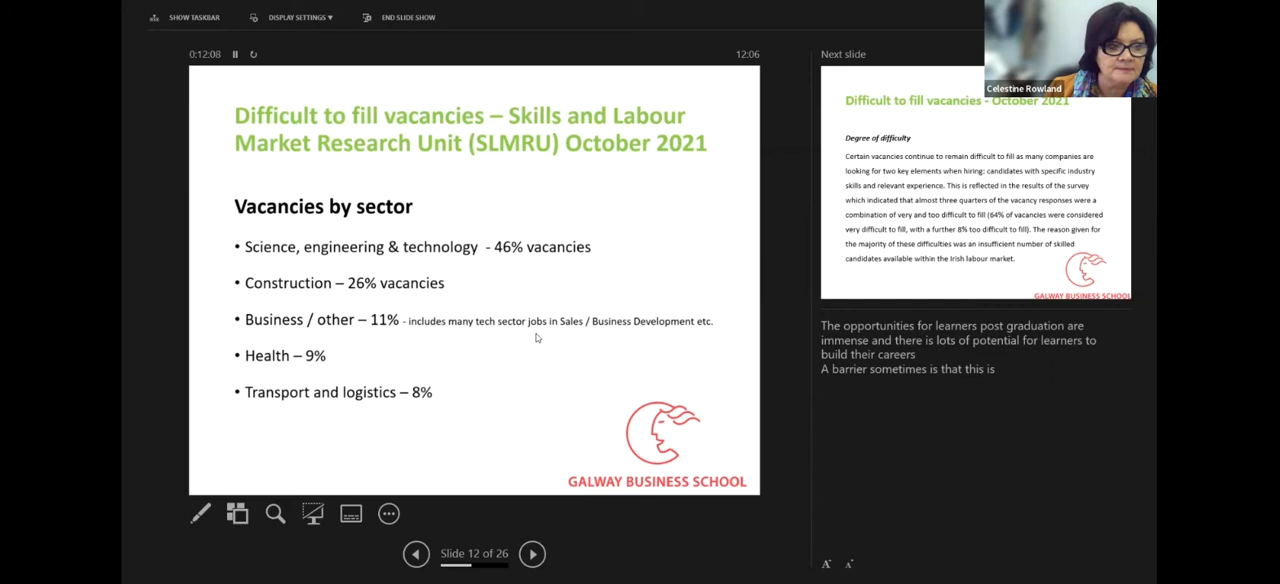 SHOW TASKBAR
DISPLAY SETTINGS ▾
END SLIDE SHOW
0:12:08
12:06
Difficult to fill vacancies – Skills and Labour
Market Research Unit (SLMRU) October 2021
Vacancies by sector
• Science, engineering & technology - 46% vacancies
• Construction – 26% vacancies
• Business / other – 11% - includes many tech sector jobs in Sales / Business Development etc.
• Health – 9%
• Transport and logistics – 8%
GALWAY BUSINESS SCHOOL
Slide 12 of 26
Next slide
Celestine Rowland
Difficult to fill vacancies - October 2021
Degree of difficulty
Certain vacancies continue to remain difficult to fill as many companies are
looking for two key elements when hiring: candidates with specific industry
skills and relevant experience. This is reflected in the results of the survey
which indicated that almost three quarters of the vacancy responses were a
combination of very and too difficult to fill (64% of vacancies were considered
very difficult to fill, with a further 8% too difficult to fill). The reason given for
the majority of these difficulties was an insufficient number of skilled
candidates available within the Irish labour market.
GALWAY BUSINESS SCHOOL
The opportunities for learners post graduation are
immense and there is lots of potential for learners to
build their careers
A barrier sometimes is that this is
A A